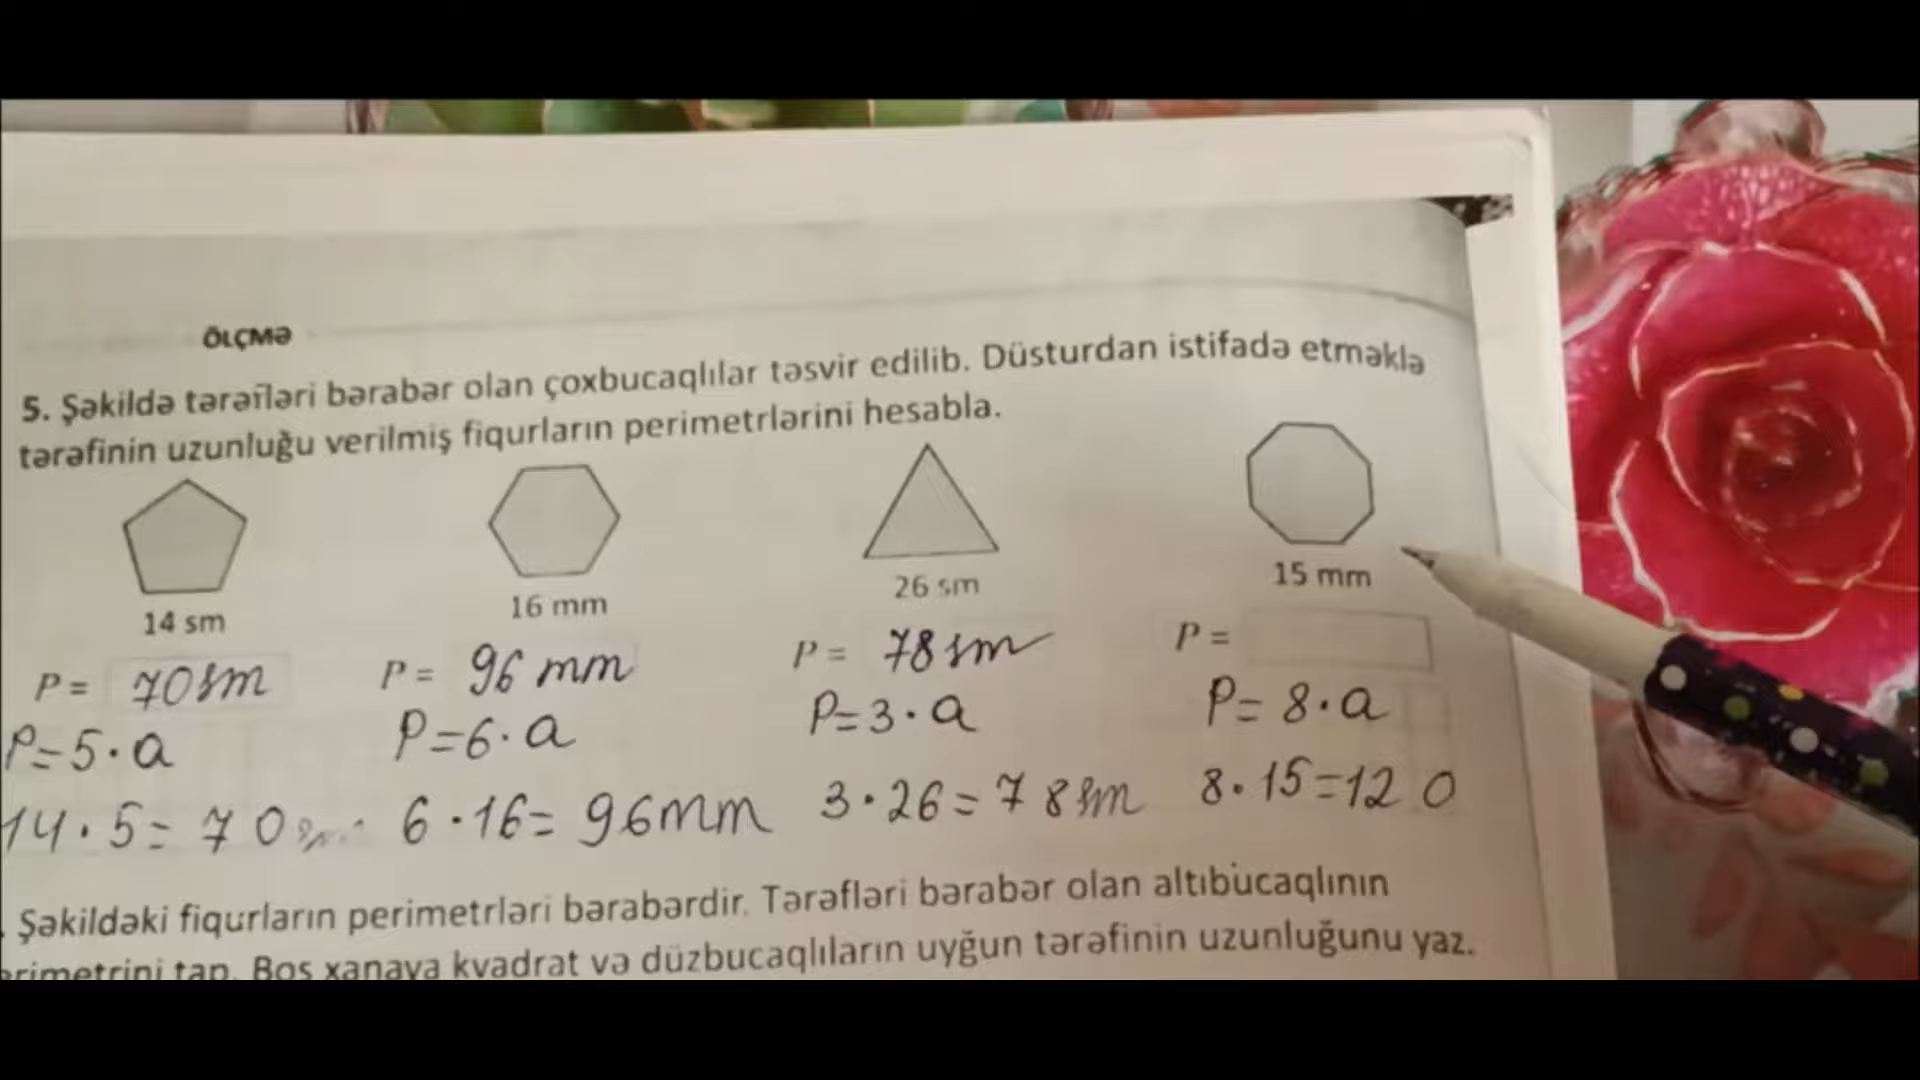 ÖLÇMƏ
5. Şəkildə tərəfləri bərabər olan çoxbucaqlılar təsvir edilib. Düsturdan istifadə etməklə
tərəfinin uzunluğu verilmiş fiqurların perimetrlərini hesabla.
14 sm 16 mm 26 sm 15 mm
P = 70sm P = 96 mm P = 78sm P =
P=5·a P=6·a P=3·a P=8·a
14·5=70 6·16=96mm 3·26=78sm 8·15=120
. Şəkildəki fiqurların perimetrləri bərabərdir. Tərəfləri bərabər olan altıbucaqlının
tap. Boş xanaya kvadrat və düzbucaqlıların uyğun tərəfinin uzunluğunu yaz.